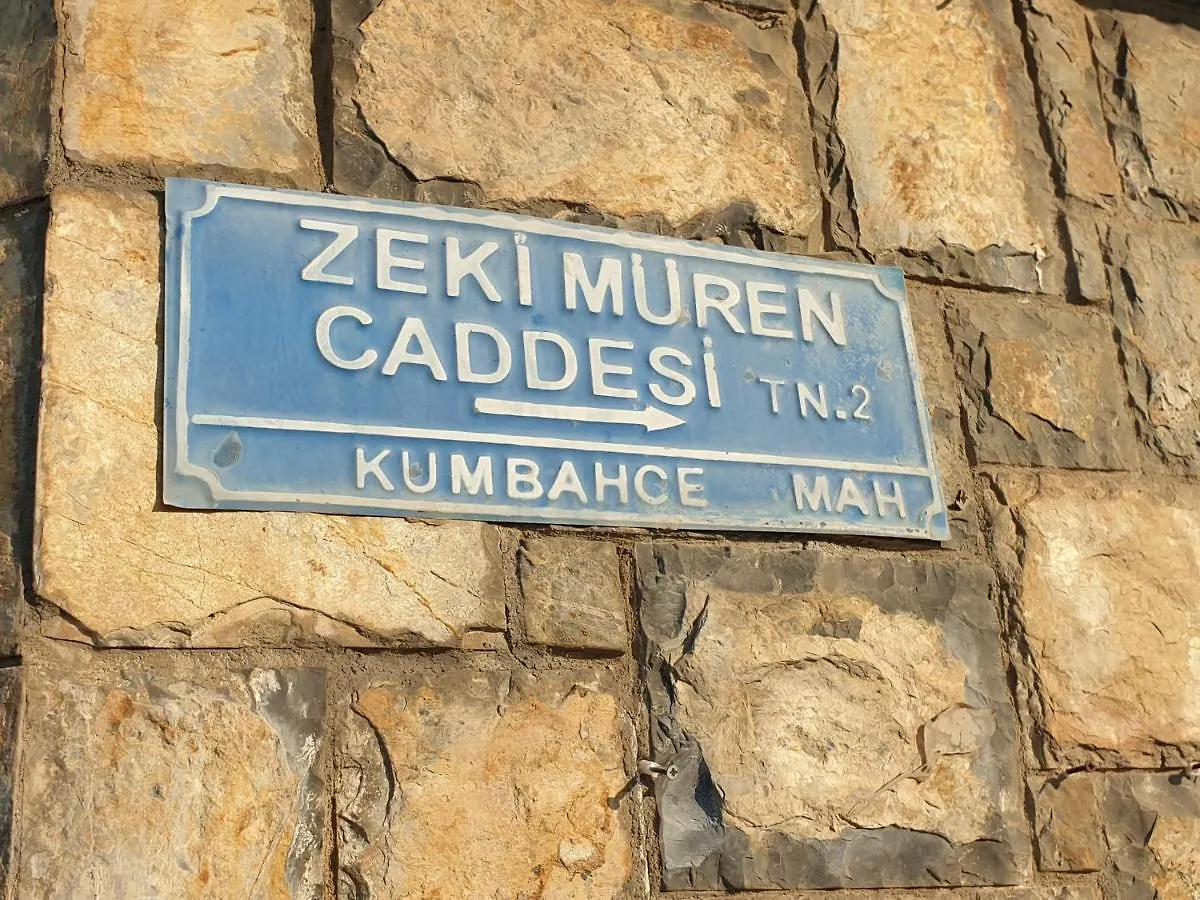 ZEKİ MÜREN
CADDESİ TN.2
KUMBAHCE MAH